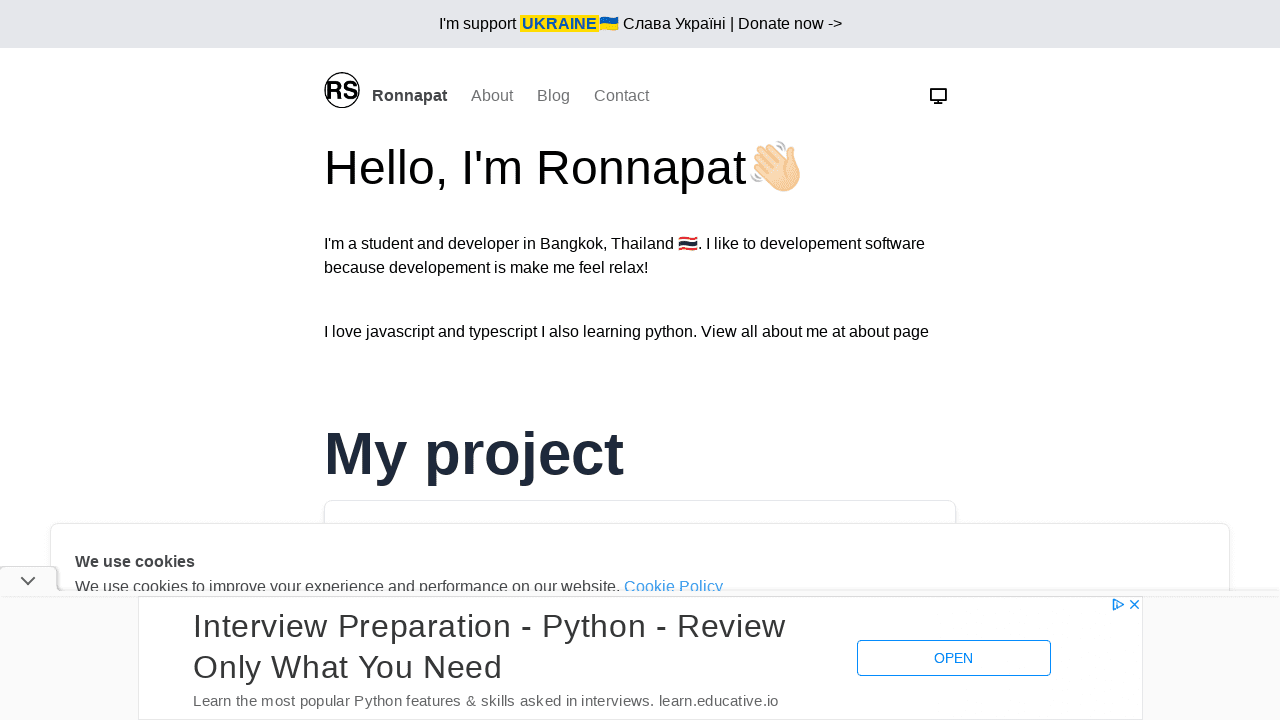 I'm support UKRAINE🇺🇦 Слава Україні | Donate now ->
RS Ronnapat About Blog Contact
Hello, I'm Ronnapat👋🏻
I'm a student and developer in Bangkok, Thailand 🇹🇭. I like to developement software
because developement is make me feel relax!
I love javascript and typescript I also learning python. View all about me at about page
My project
We use cookies
We use cookies to improve your experience and performance on our website. Cookie Policy
Interview Preparation - Python - Review
Only What You Need
Learn the most popular Python features & skills asked in interviews. learn.educative.io
OPEN